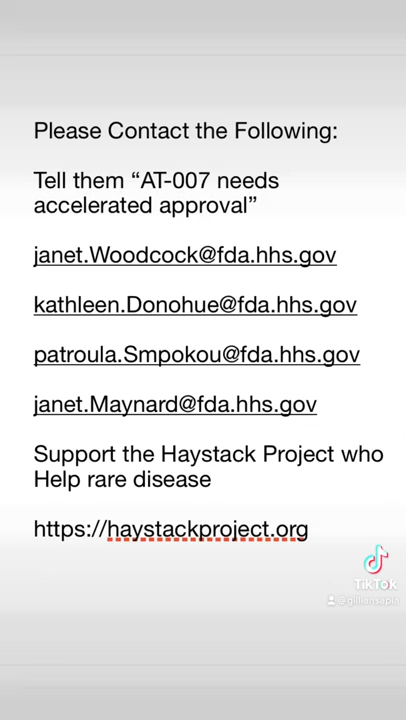 Please Contact the Following:
Tell them “AT-007 needs
accelerated approval”
janet.Woodcock@fda.hhs.gov
kathleen.Donohue@fda.hhs.gov
patroula.Smpokou@fda.hhs.gov
janet.Maynard@fda.hhs.gov
Support the Haystack Project who
Help rare disease
https://haystackproject.org
TikTok
@gilliansapia